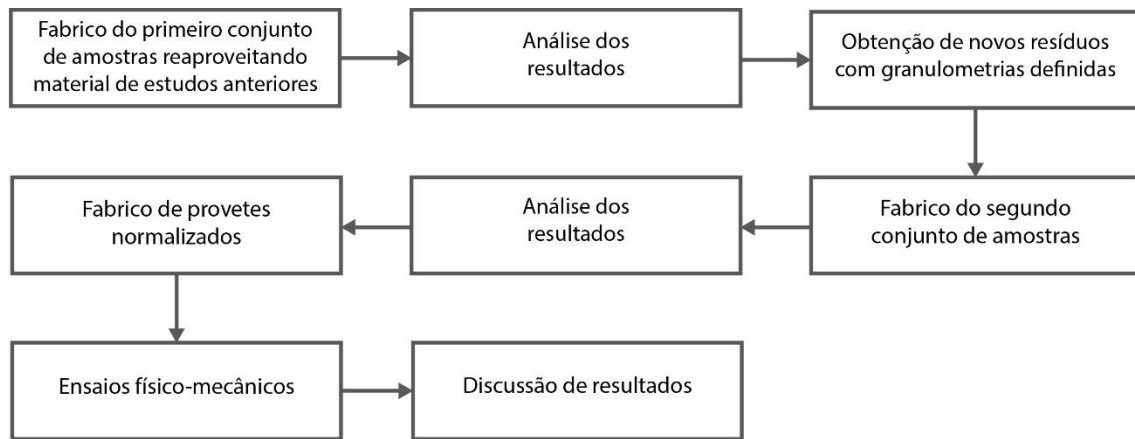 Fabrico do primeiro conjunto
de amostras reaproveitando
material de estudos anteriores
Análise dos
resultados
Obtenção de novos resíduos
com granulometrias definidas
Fabrico do segundo
conjunto de amostras
Análise dos
resultados
Fabrico de provetes
normalizados
Ensaios físico-mecânicos
Discussão de resultados